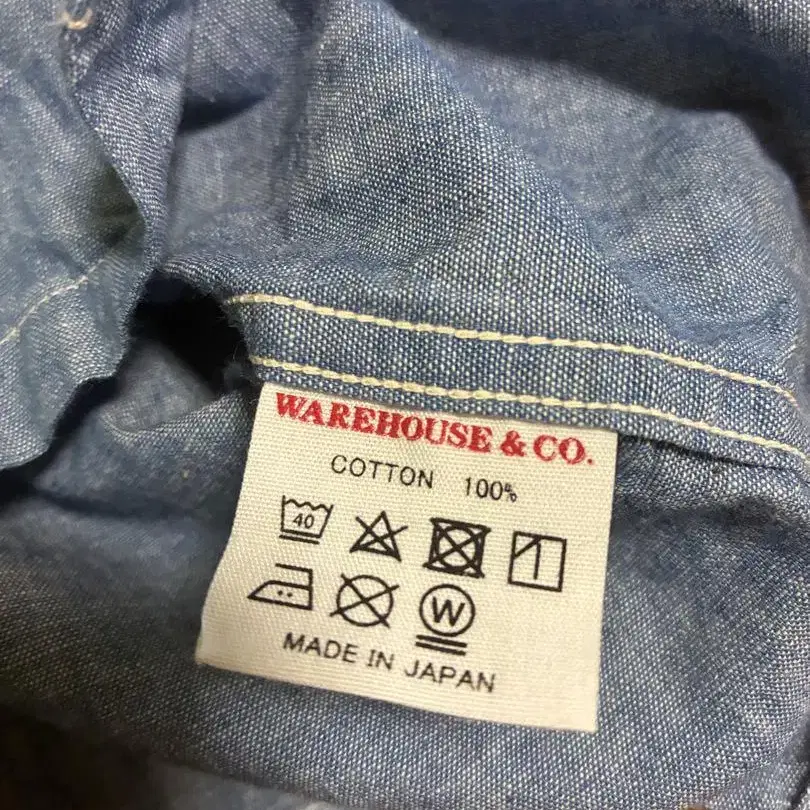 WAREHOUSE & CO.
COTTON 100%
40
W
MADE IN JAPAN